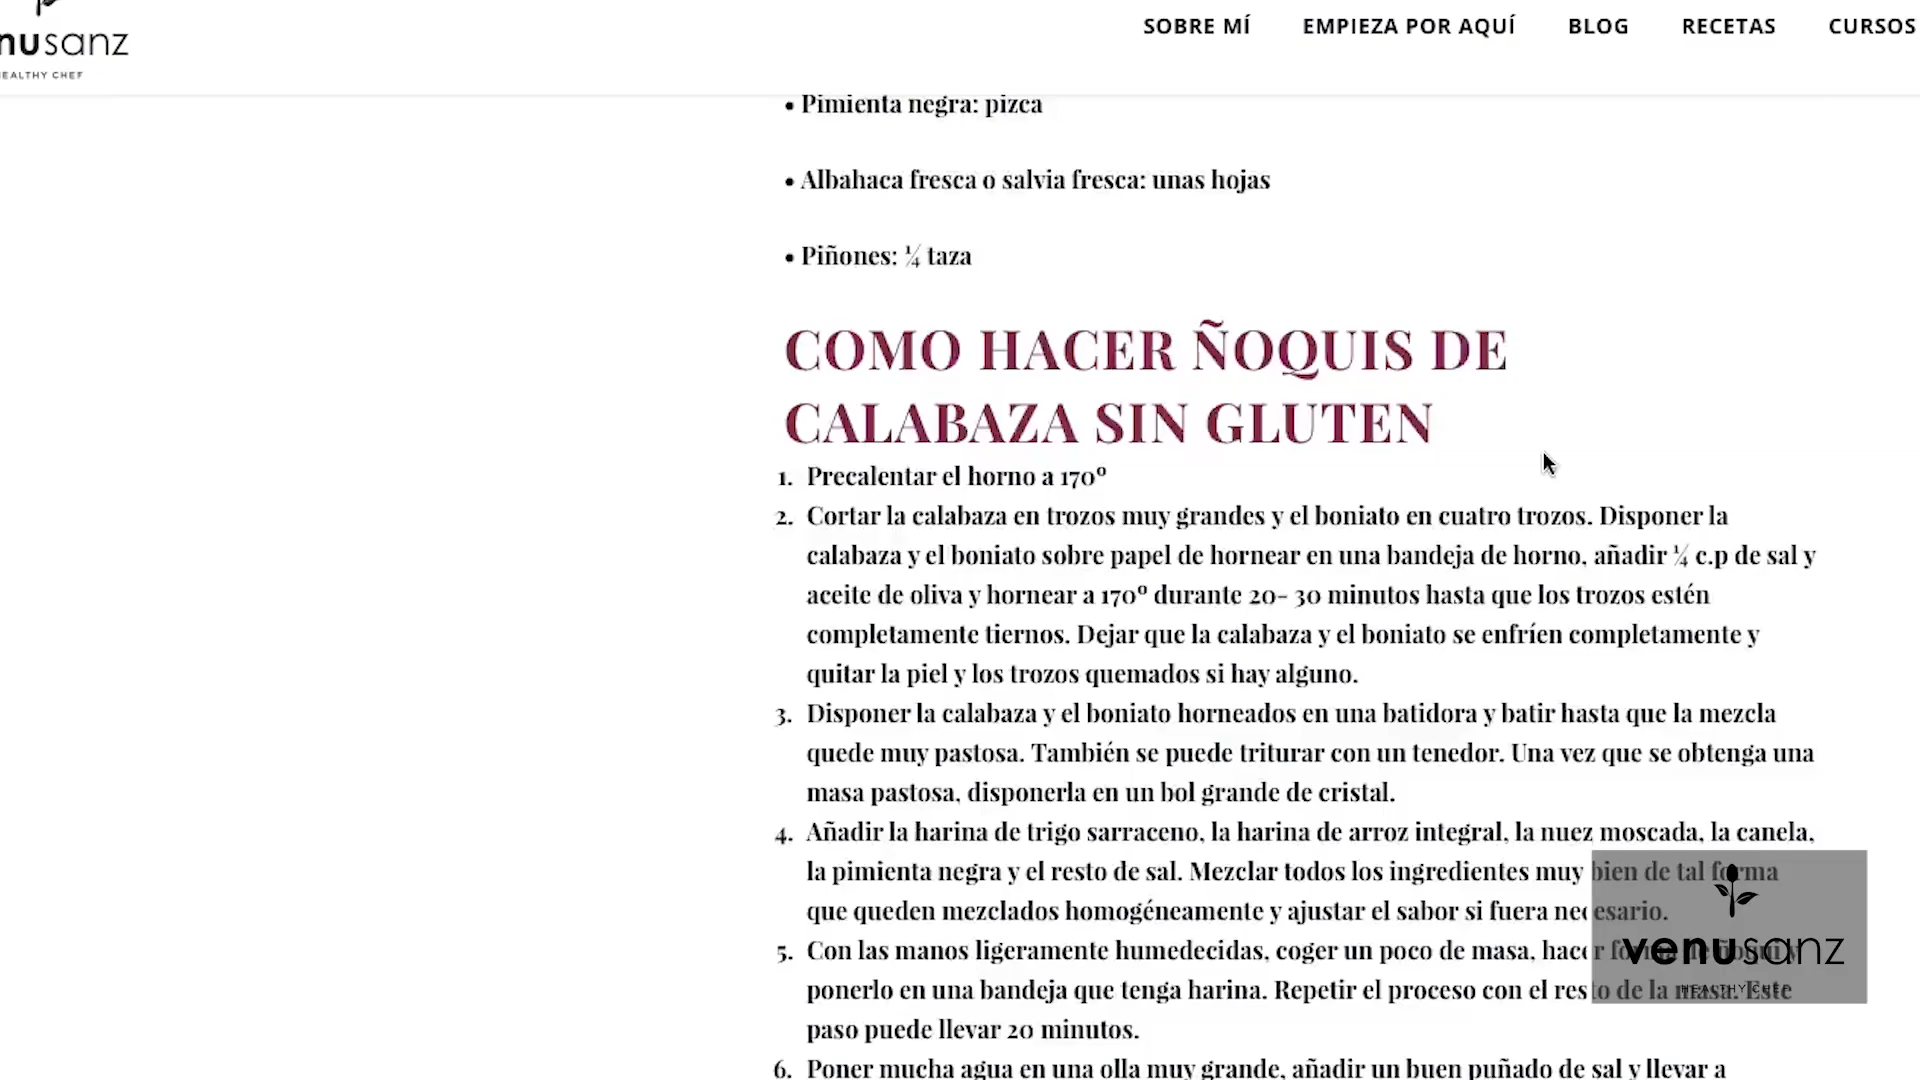 nusanz
HEALTHY CHEF
SOBRE MÍ
EMPIEZA POR AQUÍ
BLOG
RECETAS
CURSOS
• Pimienta negra: pizca
• Albahaca fresca o salvia fresca: unas hojas
• Piñones: ¼ taza
COMO HACER ÑOQUIS DE
CALABAZA SIN GLUTEN
1. Precalentar el horno a 170º
2. Cortar la calabaza en trozos muy grandes y el boniato en cuatro trozos. Disponer la
calabaza y el boniato sobre papel de hornear en una bandeja de horno, añadir ¼ c.p de sal y
aceite de oliva y hornear a 170º durante 20- 30 minutos hasta que los trozos estén
completamente tiernos. Dejar que la calabaza y el boniato se enfríen completamente y
quitar la piel y los trozos quemados si hay alguno.
3. Disponer la calabaza y el boniato horneados en una batidora y batir hasta que la mezcla
quede muy pastosa. También se puede triturar con un tenedor. Una vez que se obtenga una
masa pastosa, disponerla en un bol grande de cristal.
4. Añadir la harina de trigo sarraceno, la harina de arroz integral, la nuez moscada, la canela,
la pimienta negra y el resto de sal. Mezclar todos los ingredientes muy bien de tal forma
que queden mezclados homogéneamente y ajustar el sabor si fuera necesario.
5. Con las manos ligeramente humedecidas, coger un poco de masa, hacer forma de ñoqui y
ponerlo en una bandeja que tenga harina. Repetir el proceso con el resto de la masa. Este
paso puede llevar 20 minutos.
6. Poner mucha agua en una olla muy grande, añadir un buen puñado de sal y llevar a
venusanz
HEALTHY CHEF